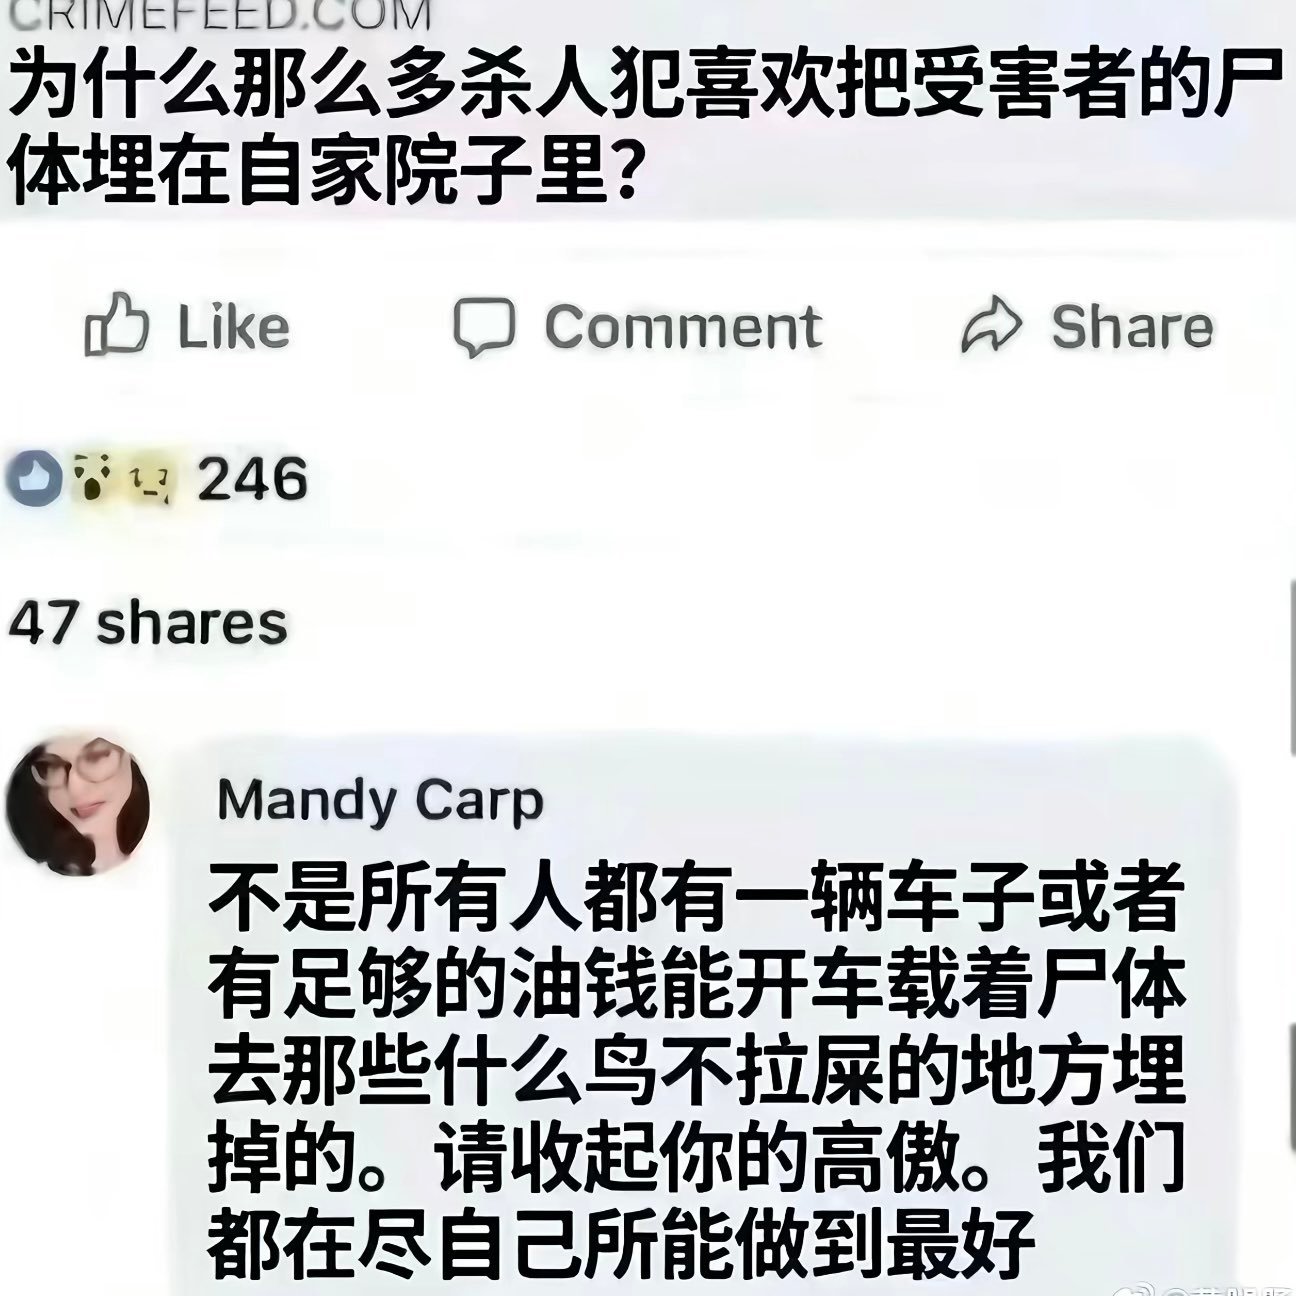 CRIMEFEED.COM
为什么那么多杀人犯喜欢把受害者的尸
体埋在自家院子里?
Like Comment Share
246
47 shares
Mandy Carp
不是所有人都有一辆车子或者
有足够的油钱能开车载着尸体
去那些什么鸟不拉屎的地方埋
掉的。请收起你的高傲。我们
都在尽自己所能做到最好